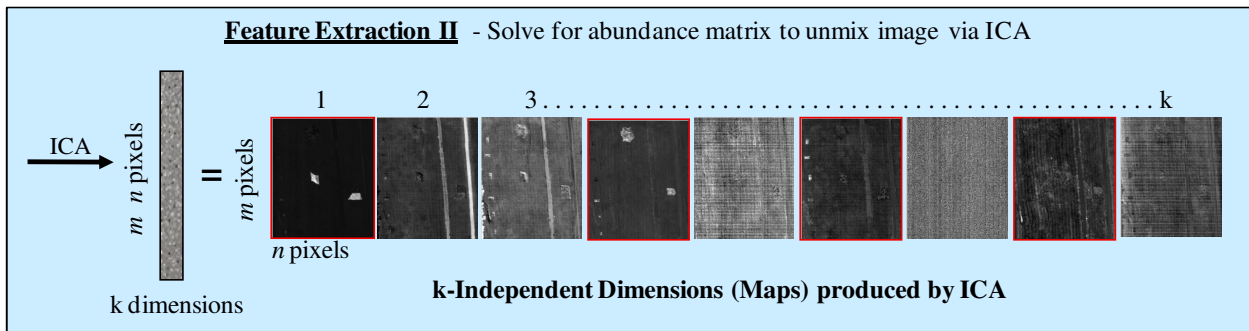 Feature Extraction II - Solve for abundance matrix to unmix image via ICA
1 2 3 . . . . . . . . . . . . . . . . . . . . . . . . . . . . . . . . . . . . . . . . . . . . . k
ICA
m n pixels
=
m pixels
n pixels
k dimensions
k-Independent Dimensions (Maps) produced by ICA